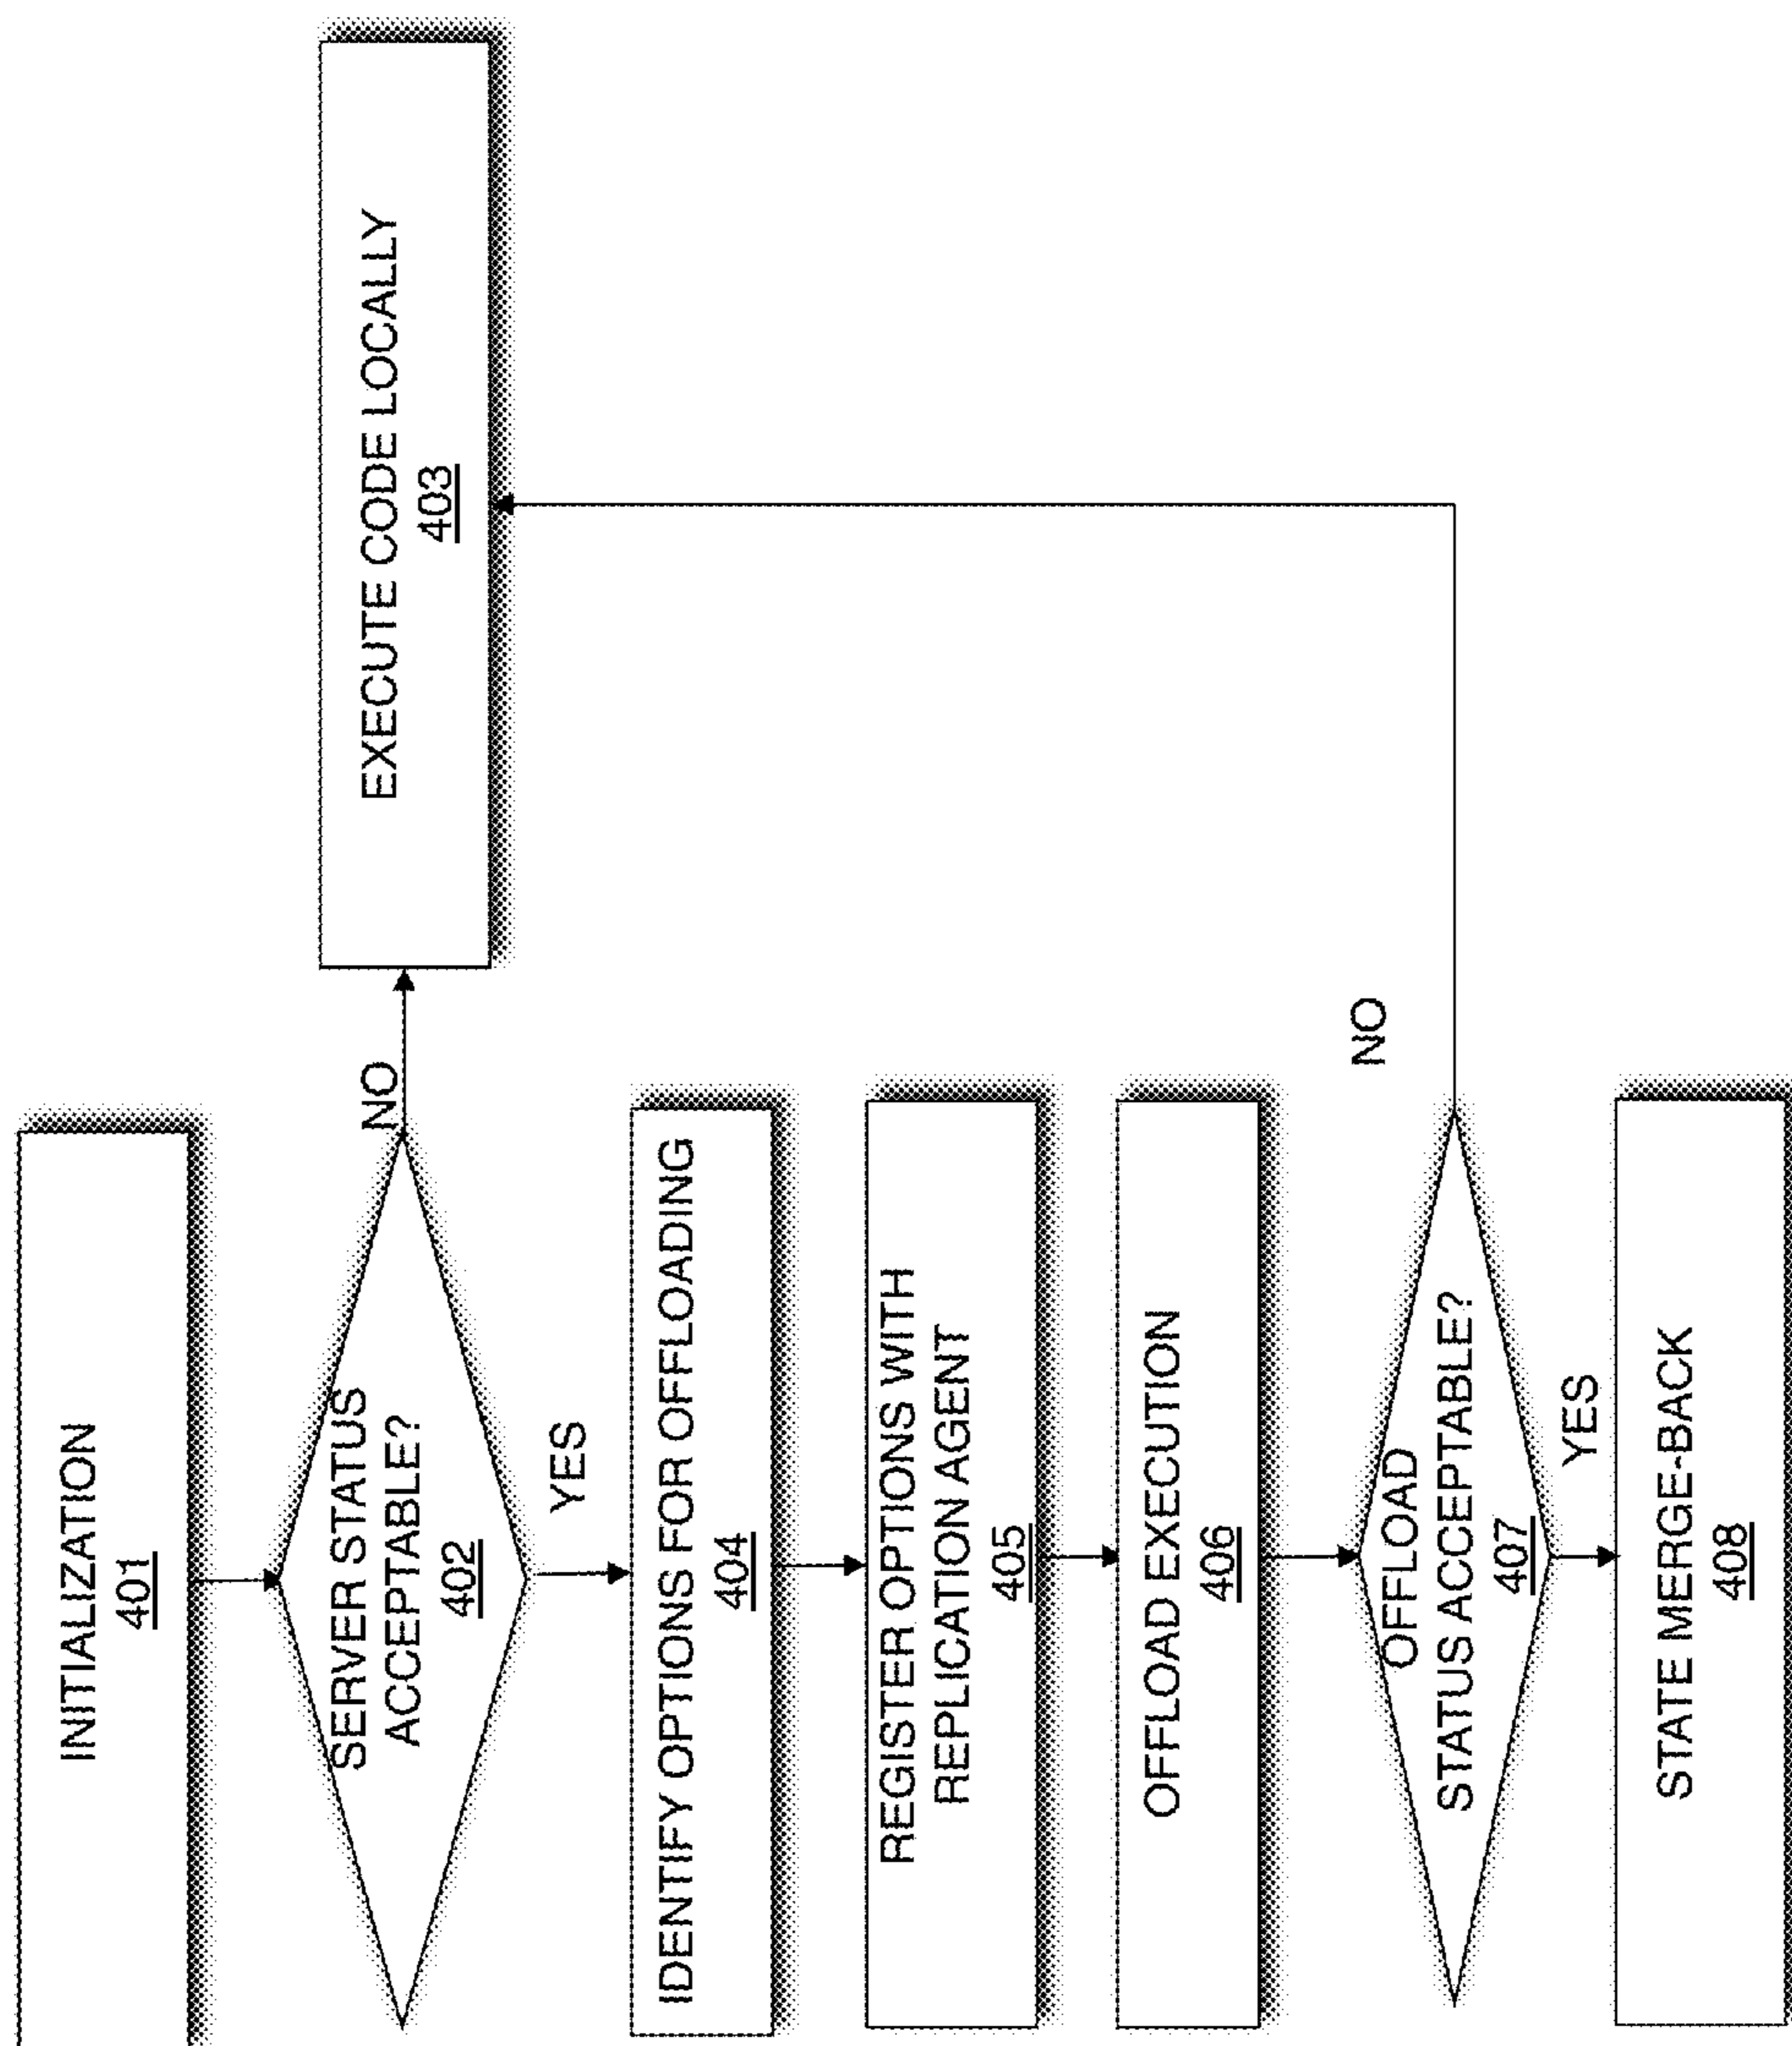 INITIALIZATION
401
SERVER STATUS
ACCEPTABLE?
402
NO
EXECUTE CODE LOCALLY
403
YES
IDENTIFY OPTIONS FOR OFFLOADING
404
REGISTER OPTIONS WITH
REPLICATION AGENT
405
OFFLOAD EXECUTION
406
OFFLOAD
STATUS ACCEPTABLE?
407
NO
YES
STATE MERGE-BACK
408